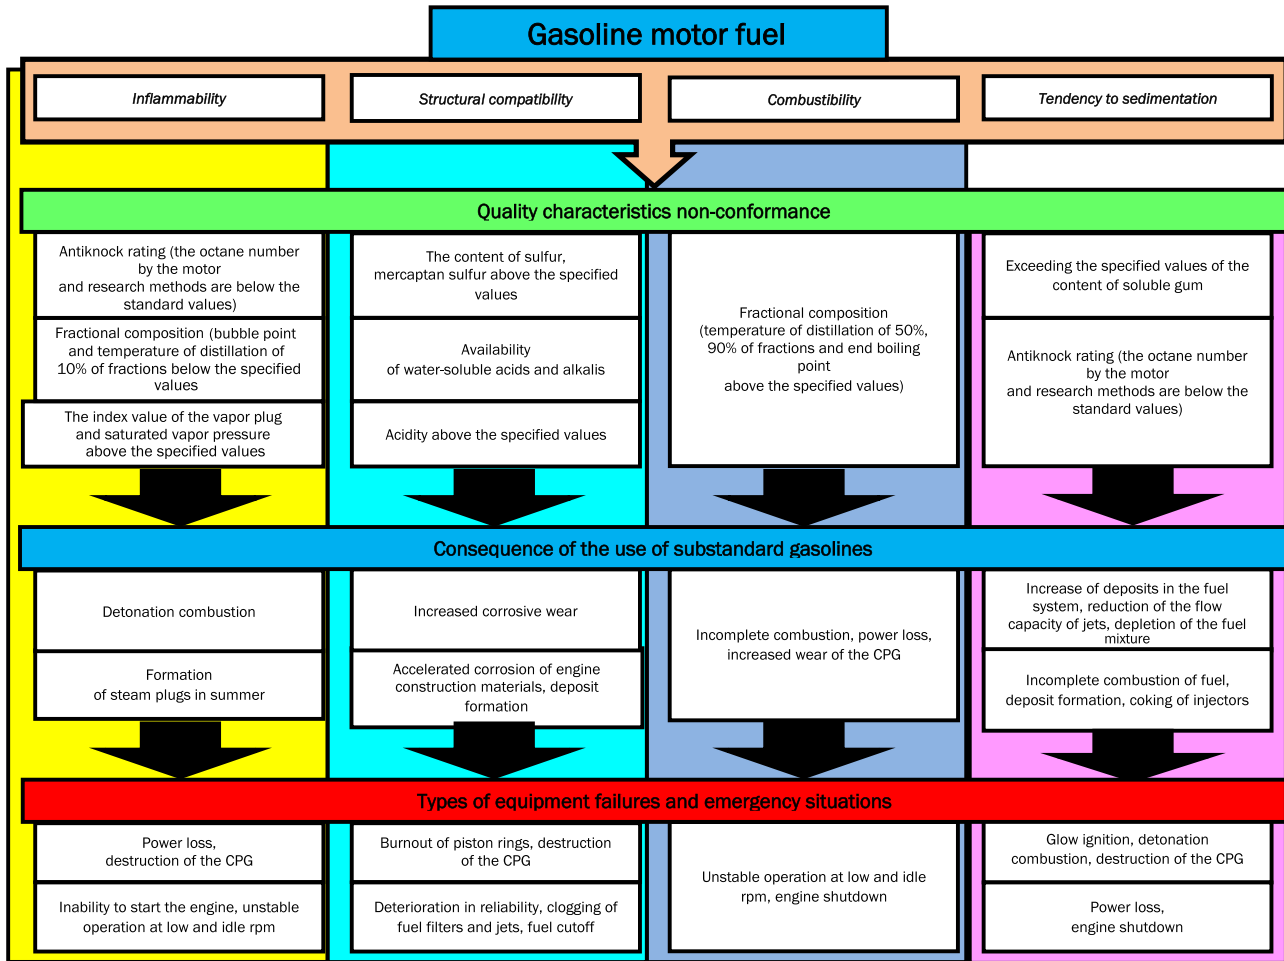 Gasoline motor fuel
Inflammability
Structural compatibility
Combustibility
Tendency to sedimentation
Quality characteristics non-conformance
Antiknock rating (the octane number
by the motor
and research methods are below the
standard values)
Fractional composition (bubble point
and temperature of distillation of
10% of fractions below the specified
values
The index value of the vapor plug
and saturated vapor pressure
above the specified values
The content of sulfur,
mercaptan sulfur above the specified
values
Availability
of water-soluble acids and alkalis
Acidity above the specified values
Fractional composition
(temperature of distillation of 50%,
90% of fractions and end boiling
point
above the specified values)
Exceeding the specified values of the
content of soluble gum
Antiknock rating (the octane number
by the motor
and research methods are below the
standard values)
Consequence of the use of substandard gasolines
Detonation combustion
Formation
of steam plugs in summer
Increased corrosive wear
Accelerated corrosion of engine
construction materials, deposit
formation
Incomplete combustion, power loss,
increased wear of the CPG
Increase of deposits in the fuel
system, reduction of the flow
capacity of jets, depletion of the fuel
mixture
Incomplete combustion of fuel,
deposit formation, coking of injectors
Types of equipment failures and emergency situations
Power loss,
destruction of the CPG
Inability to start the engine, unstable
operation at low and idle rpm
Burnout of piston rings, destruction
of the CPG
Deterioration in reliability, clogging of
fuel filters and jets, fuel cutoff
Unstable operation at low and idle
rpm, engine shutdown
Glow ignition, detonation
combustion, destruction of the CPG
Power loss,
engine shutdown